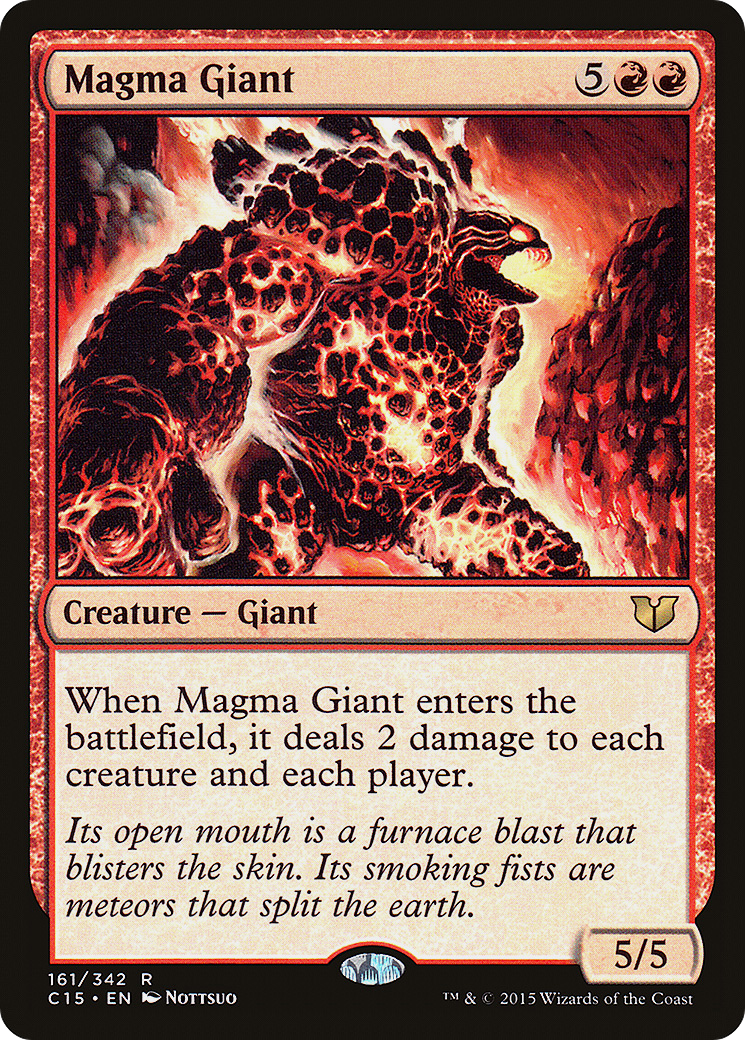 Magma Giant 5
Creature — Giant
When Magma Giant enters the
battlefield, it deals 2 damage to each
creature and each player.
Its open mouth is a furnace blast that
blisters the skin. Its smoking fists are
meteors that split the earth.
5/5
161/342 R
C15 • EN Nottsuo
™ & © 2015 Wizards of the Coast